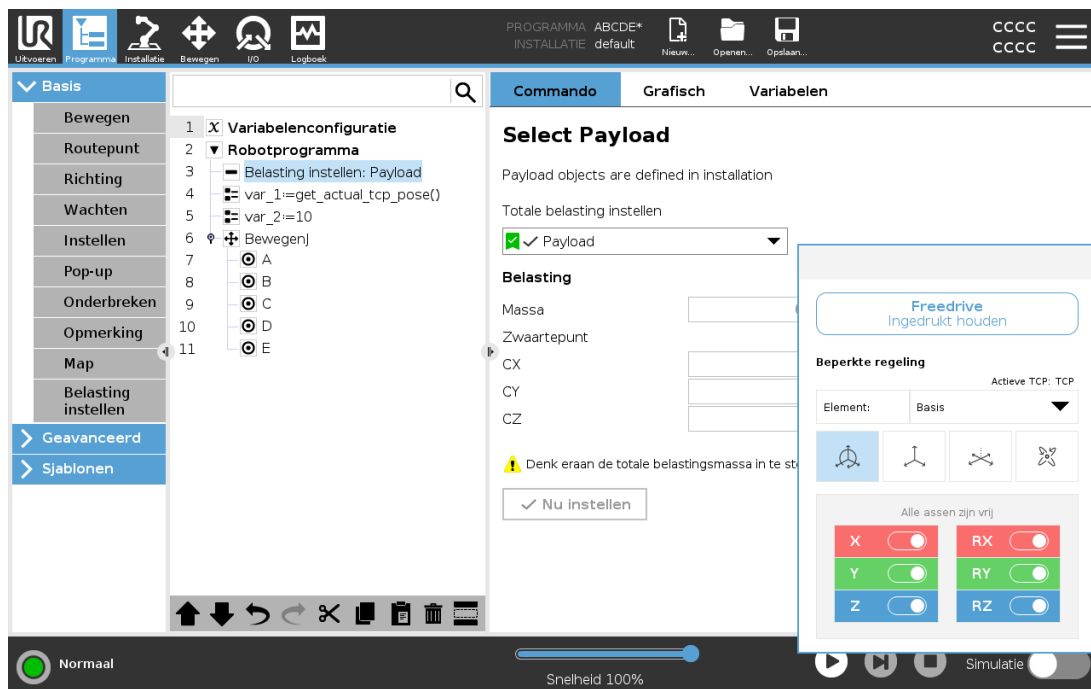 PROGRAMMA ABCDE*
INSTALLATIE default
CCCC
CCCC
Uitvoeren Programma Installatie Bewegen I/O Logboek
Nieuw... Openen... Opslaan...
Basis
Bewegen
Routepunt
Richting
Wachten
Instellen
Pop-up
Onderbreken
Opmerking
Map
Belasting
instellen
Geavanceerd
Sjablonen
1 X Variabelenconfiguratie
2 Robotprogramma
3 Belasting instellen: Payload
4 var_1:=get_actual_tcp_pose()
5 var_2:=10
6 BewegenJ
7 A
8 B
9 C
10 D
11 E
Commando Grafisch Variabelen
Select Payload
Payload objects are defined in installation
Totale belasting instellen
Payload
Belasting
Massa
Zwaartepunt
CX
CY
CZ
Denk eraan de totale belastingsmassa in te st
Nu instellen
Freedrive
Ingedrukt houden
Beperkte regeling
Actieve TCP: TCP
Element: Basis
Alle assen zijn vrij
X RX
Y RY
Z RZ
Normaal
Snelheid 100%
Simulatie